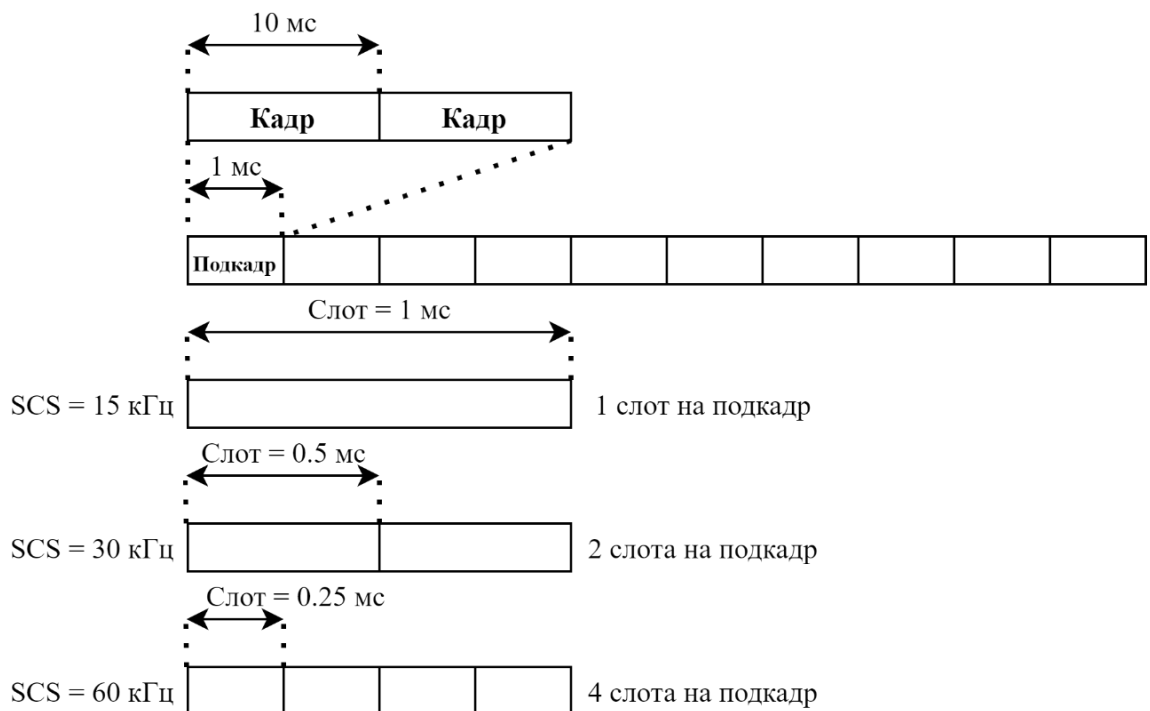 10 мс
Кадр Кадр
1 мс
Подкадр
Слот = 1 мс
SCS = 15 кГц 1 слот на подкадр
Слот = 0.5 мс
SCS = 30 кГц 2 слота на подкадр
Слот = 0.25 мс
SCS = 60 кГц 4 слота на подкадр